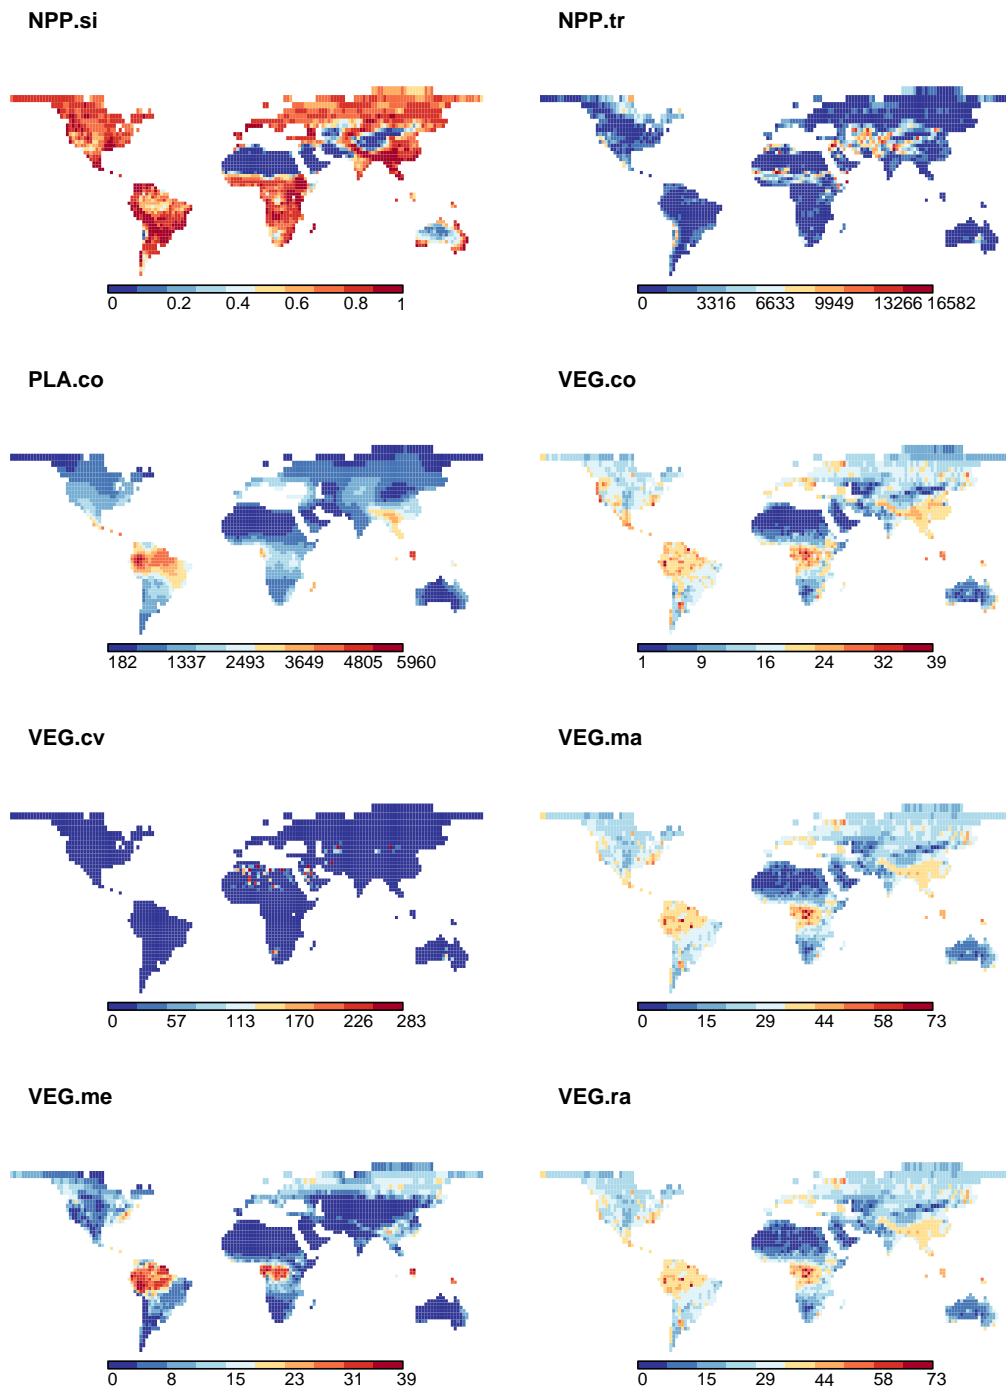 NPP.si NPP.tr
0 0.2 0.4 0.6 0.8 1 0 3316 6633 9949 13266 16582
PLA.co VEG.co
182 1337 2493 3649 4805 5960 1 9 16 24 32 39
VEG.cv VEG.ma
0 57 113 170 226 283 0 15 29 44 58 73
VEG.me VEG.ra
0 8 15 23 31 39 0 15 29 44 58 73